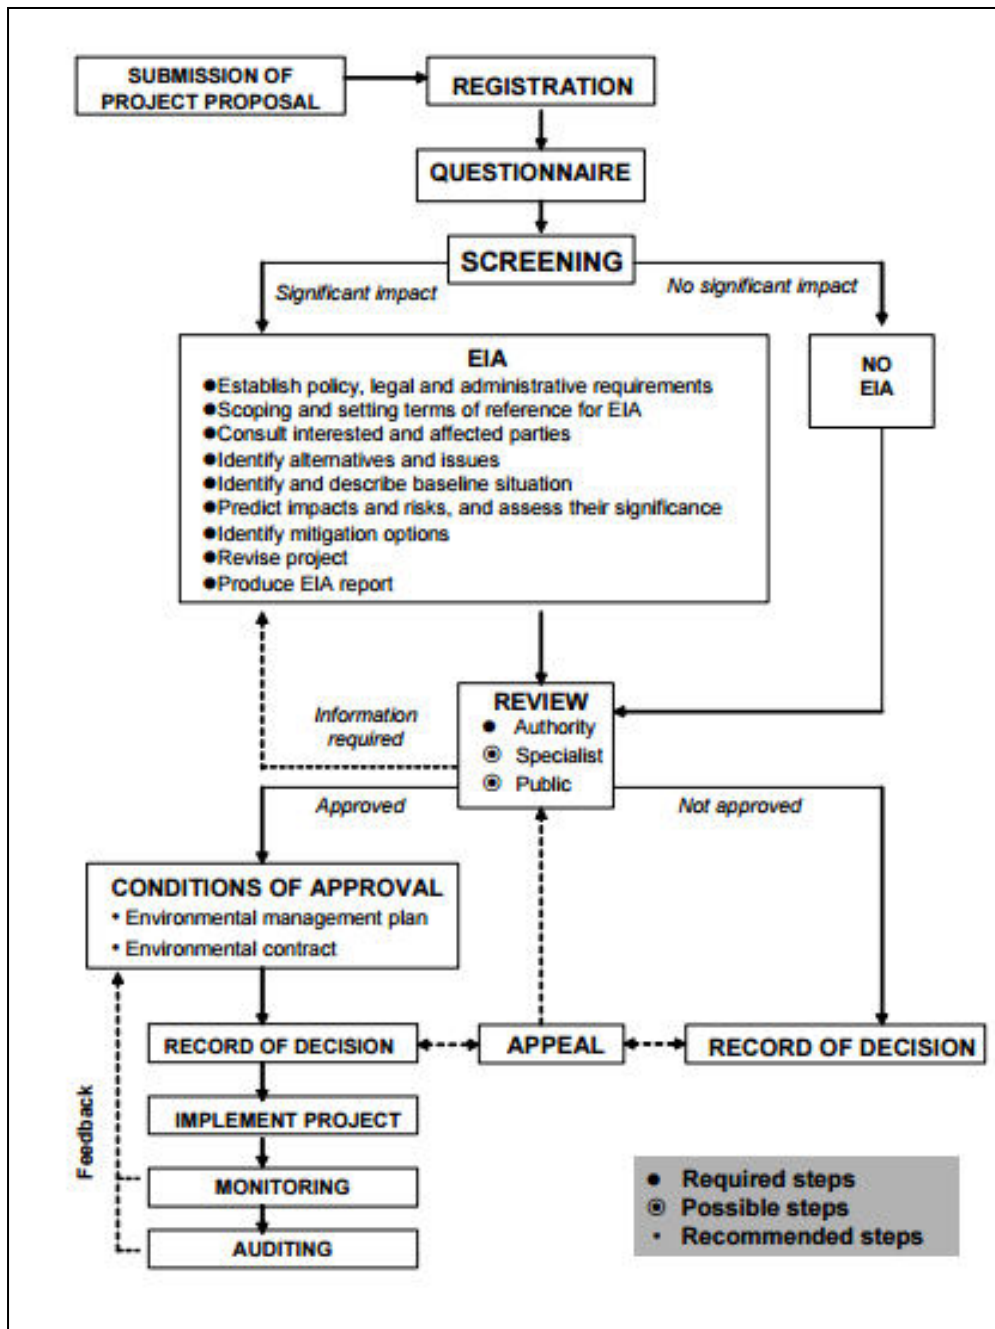 SUBMISSION OF
PROJECT PROPOSAL
REGISTRATION
QUESTIONNAIRE
SCREENING
Significant impact
No significant impact
EIA
●Establish policy, legal and administrative requirements
●Scoping and setting terms of reference for EIA
●Consult interested and affected parties
●Identify alternatives and issues
●Identify and describe baseline situation
●Predict impacts and risks, and assess their significance
●Identify mitigation options
●Revise project
●Produce EIA report
NO
EIA
REVIEW
● Authority
◉ Specialist
◉ Public
Information
required
Approved
Not approved
CONDITIONS OF APPROVAL
• Environmental management plan
• Environmental contract
RECORD OF DECISION
APPEAL
RECORD OF DECISION
IMPLEMENT PROJECT
MONITORING
AUDITING
Feedback
● Required steps
◉ Possible steps
• Recommended steps